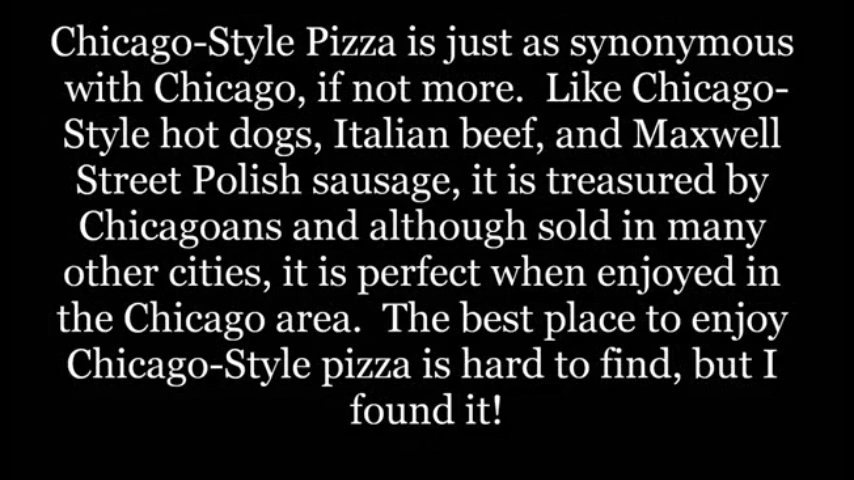 Chicago-Style Pizza is just as synonymous
with Chicago, if not more.  Like Chicago-
Style hot dogs, Italian beef, and Maxwell
Street Polish sausage, it is treasured by
Chicagoans and although sold in many
other cities, it is perfect when enjoyed in
the Chicago area.  The best place to enjoy
Chicago-Style pizza is hard to find, but I
found it!